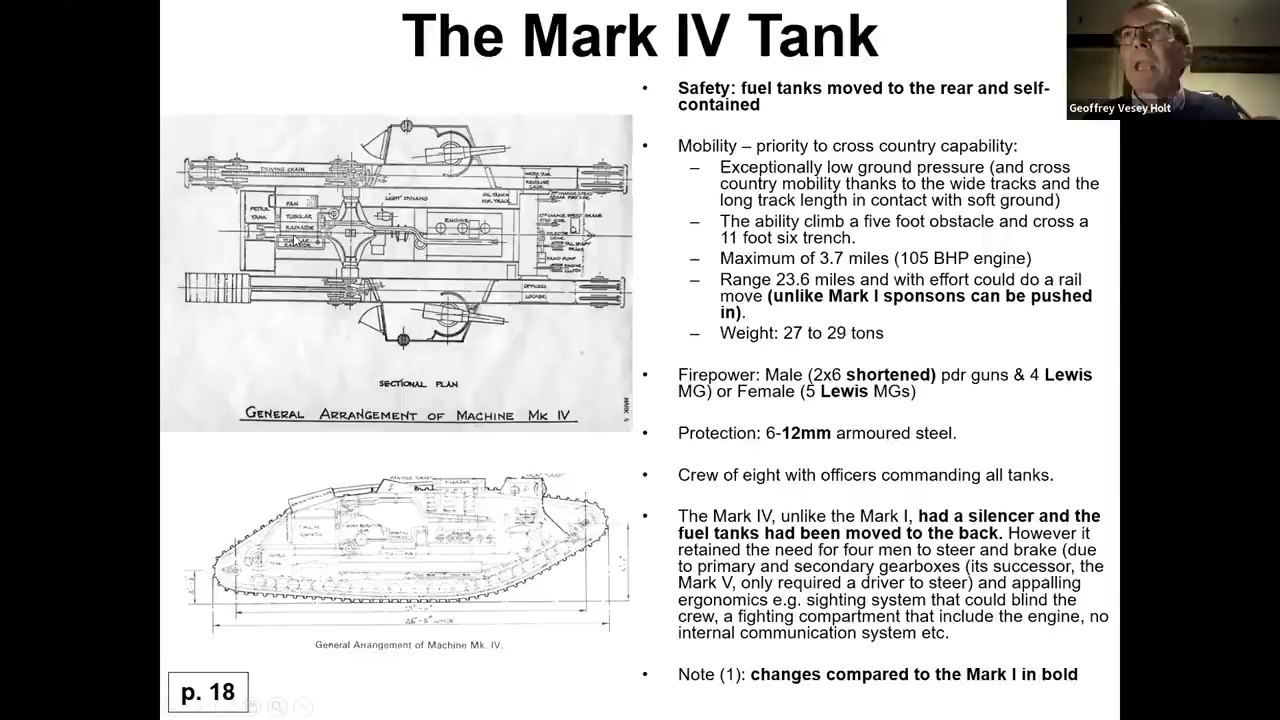 The Mark IV Tank
Geoffrey Vesey Holt
• Safety: fuel tanks moved to the rear and self-
contained
• Mobility – priority to cross country capability:
– Exceptionally low ground pressure (and cross
country mobility thanks to the wide tracks and the
long track length in contact with soft ground)
– The ability climb a five foot obstacle and cross a
11 foot six trench.
– Maximum of 3.7 miles (105 BHP engine)
– Range 23.6 miles and with effort could do a rail
move (unlike Mark I sponsons can be pushed
in).
– Weight: 27 to 29 tons
• Firepower: Male (2x6 shortened) pdr guns & 4 Lewis
MG) or Female (5 Lewis MGs)
• Protection: 6-12mm armoured steel.
• Crew of eight with officers commanding all tanks.
• The Mark IV, unlike the Mark I, had a silencer and the
fuel tanks had been moved to the back. However it
retained the need for four men to steer and brake (due
to primary and secondary gearboxes (its successor, the
Mark V, only required a driver to steer) and appalling
ergonomics e.g. sighting system that could blind the
crew, a fighting compartment that include the engine, no
internal communication system etc.
• Note (1): changes compared to the Mark I in bold
DRIVING CHAIN
FAN
PETROL
TANK
TUBULAR
RADIATOR
LIGHT DYNAMO
OIL TANKS
FOR TRACK
ENGINE
OFFICERS
LOCKER
SECTIONAL PLAN
GENERAL ARRANGEMENT OF MACHINE MK IV
MARK 4
General Arrangement of Machine Mk. IV.
p. 18